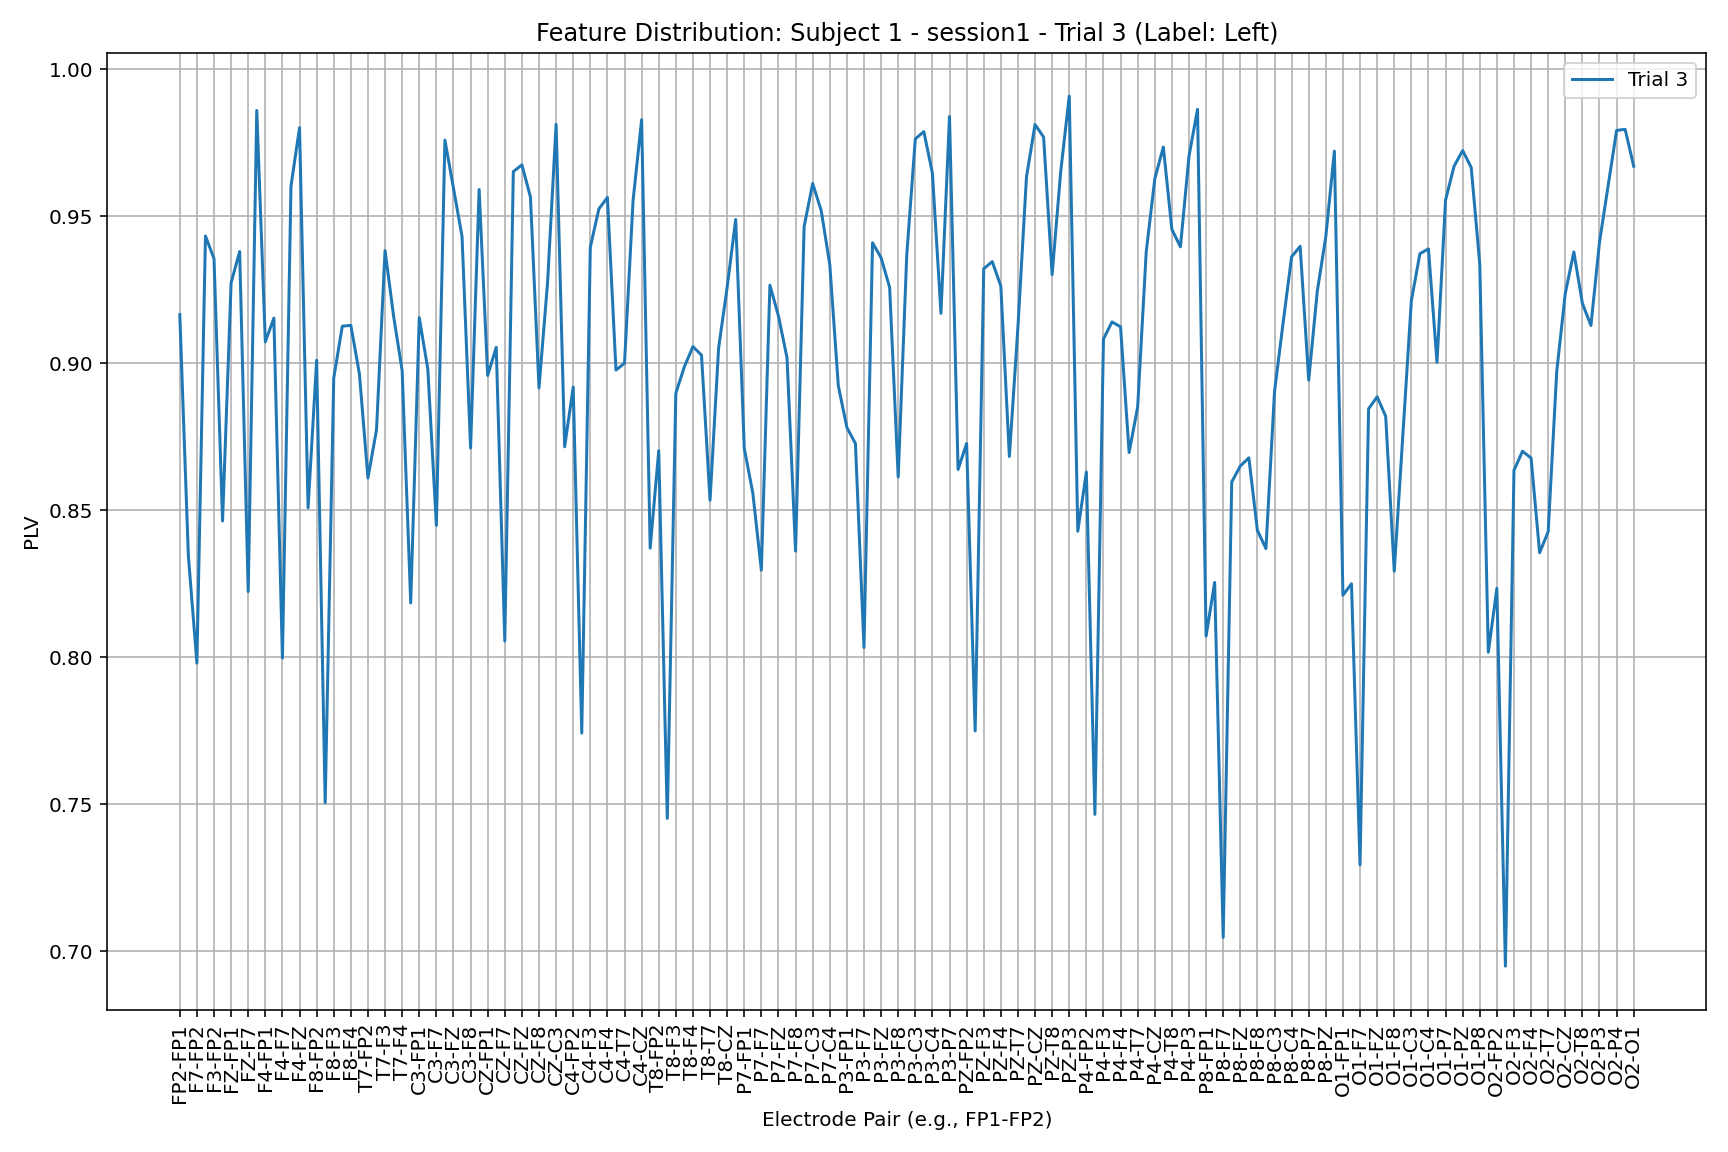 Feature Distribution: Subject 1 - session1 - Trial 3 (Label: Left)
Trial 3
1.00
0.95
0.90
0.85
0.80
0.75
0.70
PLV
FP2-FP1
F7-FP2
F3-FP2
FZ-FP1
FZ-F7
F4-FP1
F4-F7
F4-FZ
F8-FP2
F8-F3
F8-F4
T7-FP2
T7-F3
T7-F4
C3-FP1
C3-F7
C3-FZ
C3-F8
CZ-FP1
CZ-F7
CZ-FZ
CZ-F8
CZ-C3
C4-FP2
C4-F3
C4-F4
C4-T7
C4-CZ
T8-FP2
T8-F3
T8-F4
T8-T7
T8-CZ
P7-FP1
P7-F7
P7-FZ
P7-F8
P7-C3
P7-C4
P3-FP1
P3-F7
P3-FZ
P3-F8
P3-C3
P3-C4
P3-P7
PZ-FP2
PZ-F3
PZ-F4
PZ-T7
PZ-CZ
PZ-T8
PZ-P3
P4-FP2
P4-F3
P4-F4
P4-T7
P4-CZ
P4-T8
P4-P3
P8-FP1
P8-F7
P8-FZ
P8-F8
P8-C3
P8-C4
P8-P7
P8-PZ
O1-FP1
O1-F7
O1-FZ
O1-F8
O1-C3
O1-C4
O1-P7
O1-PZ
O1-P8
O2-FP2
O2-F3
O2-F4
O2-T7
O2-CZ
O2-T8
O2-P3
O2-P4
O2-O1
Electrode Pair (e.g., FP1-FP2)